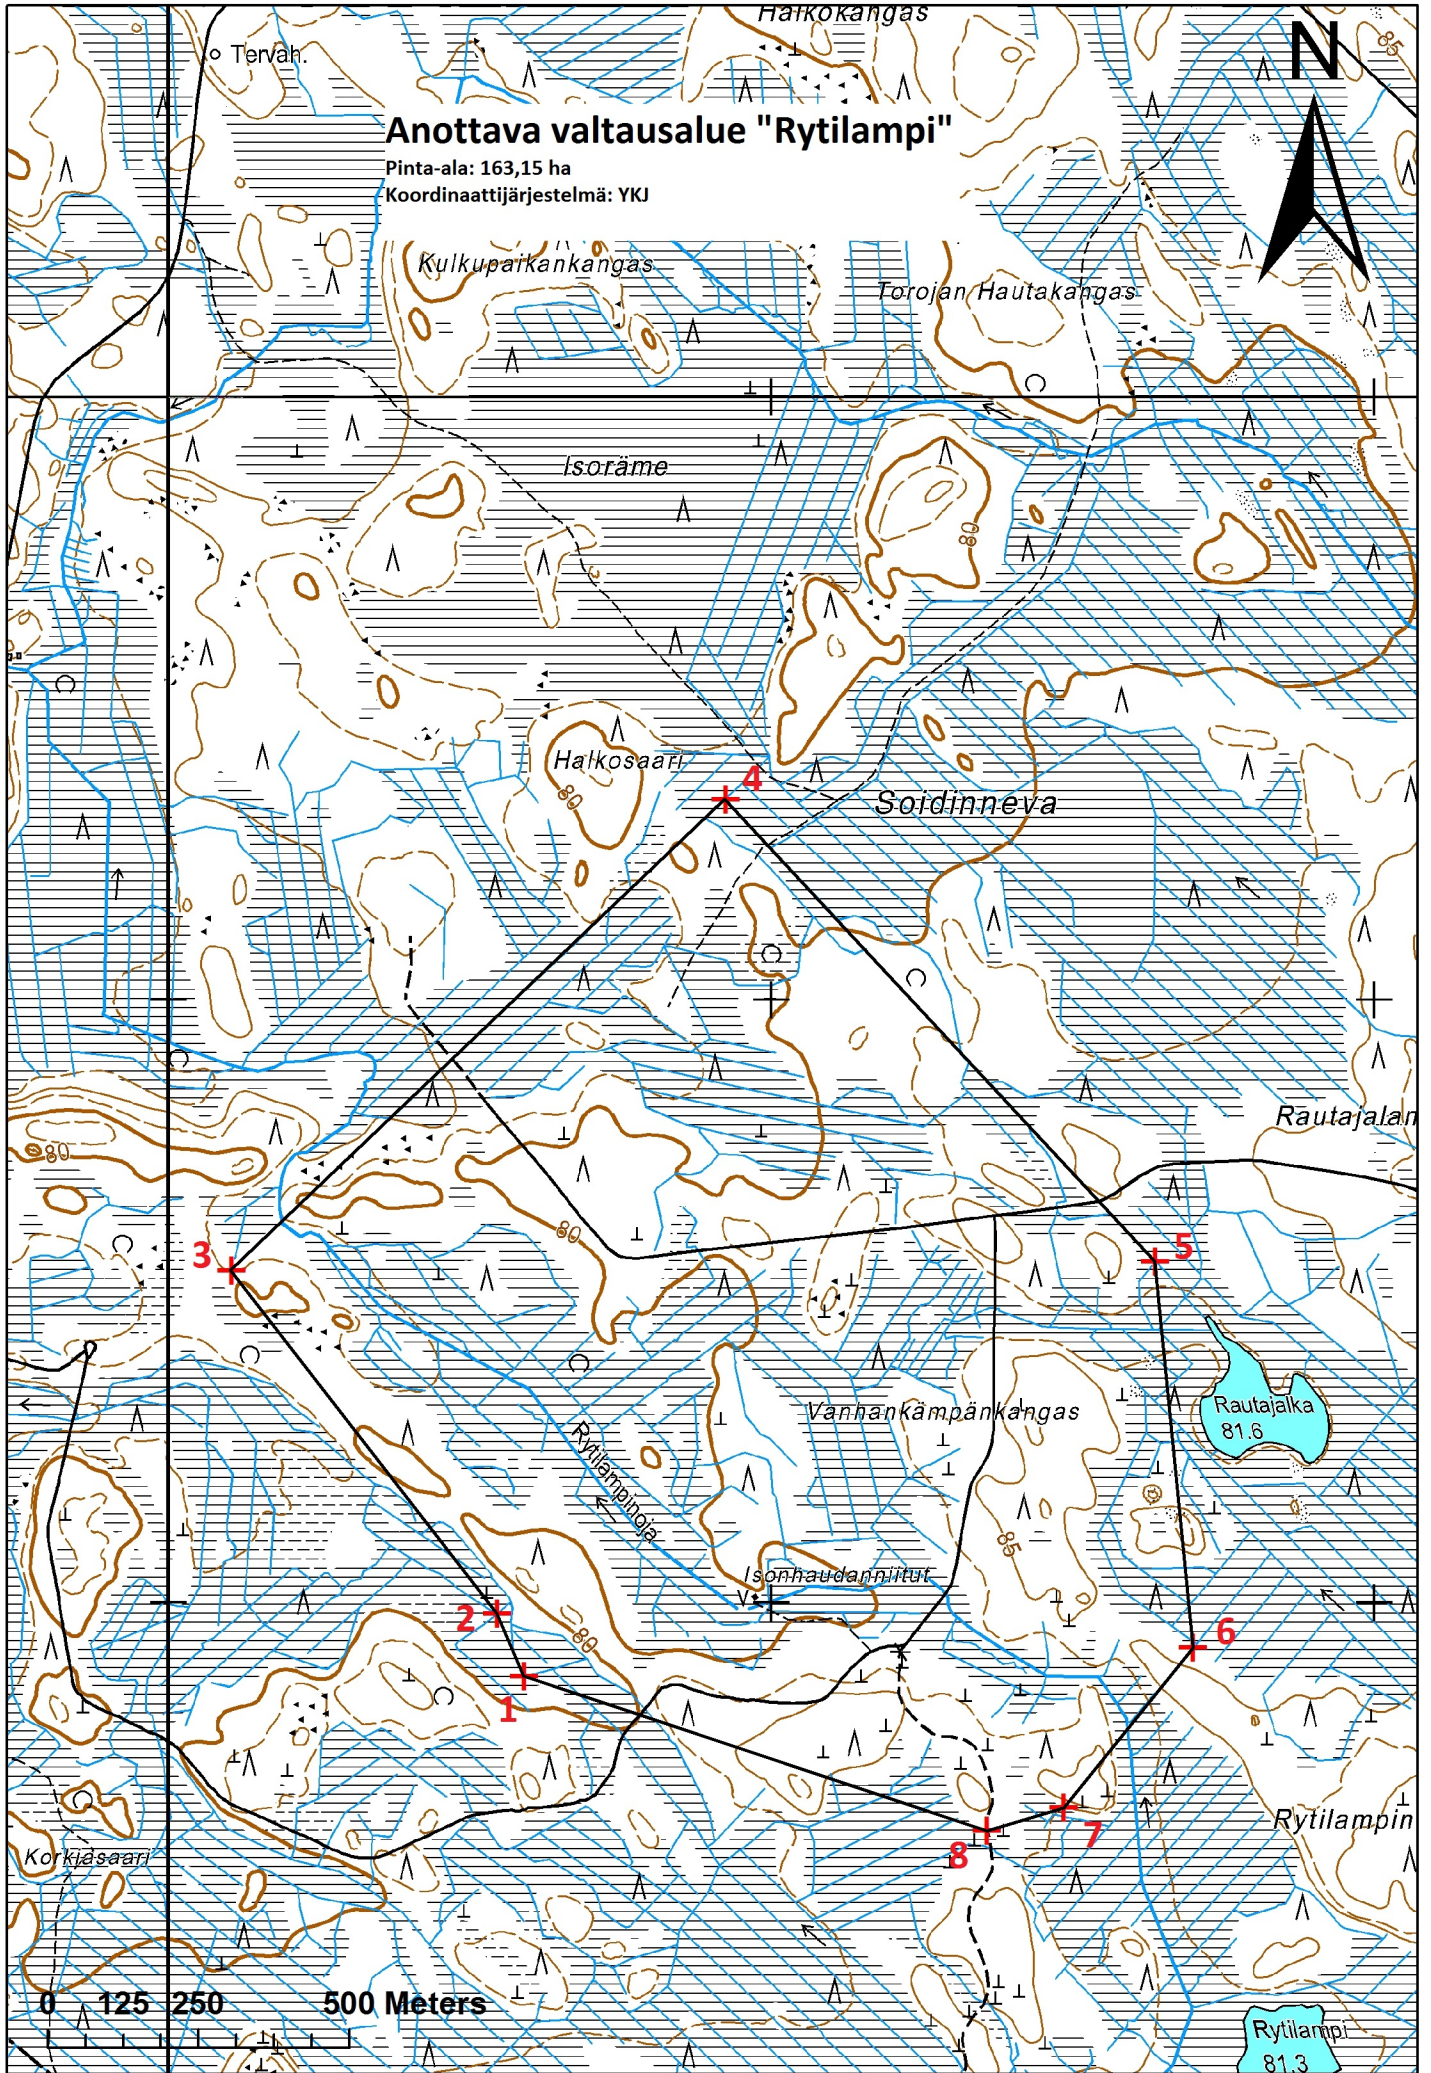 Halkokangas
Tervah.
N
85
Anottava valtausalue "Rytilampi"
Pinta-ala: 163,15 ha
Koordinaattijärjestelmä: YKJ
Kulkupaikankangas
Torojan Hautakangas
Isoräme
80
Halkosaari
80
4
Soidinneva
Rautajalan
80
80
3
5
Rautajalka
81.6
Vanhankämpänkangas
Rytilampinoja
85
Isonhaudanniitut
2
80
6
1
7
8
Rytilampin
Korkiasaari
0 125 250 500 Meters
Rytilampi
81.3